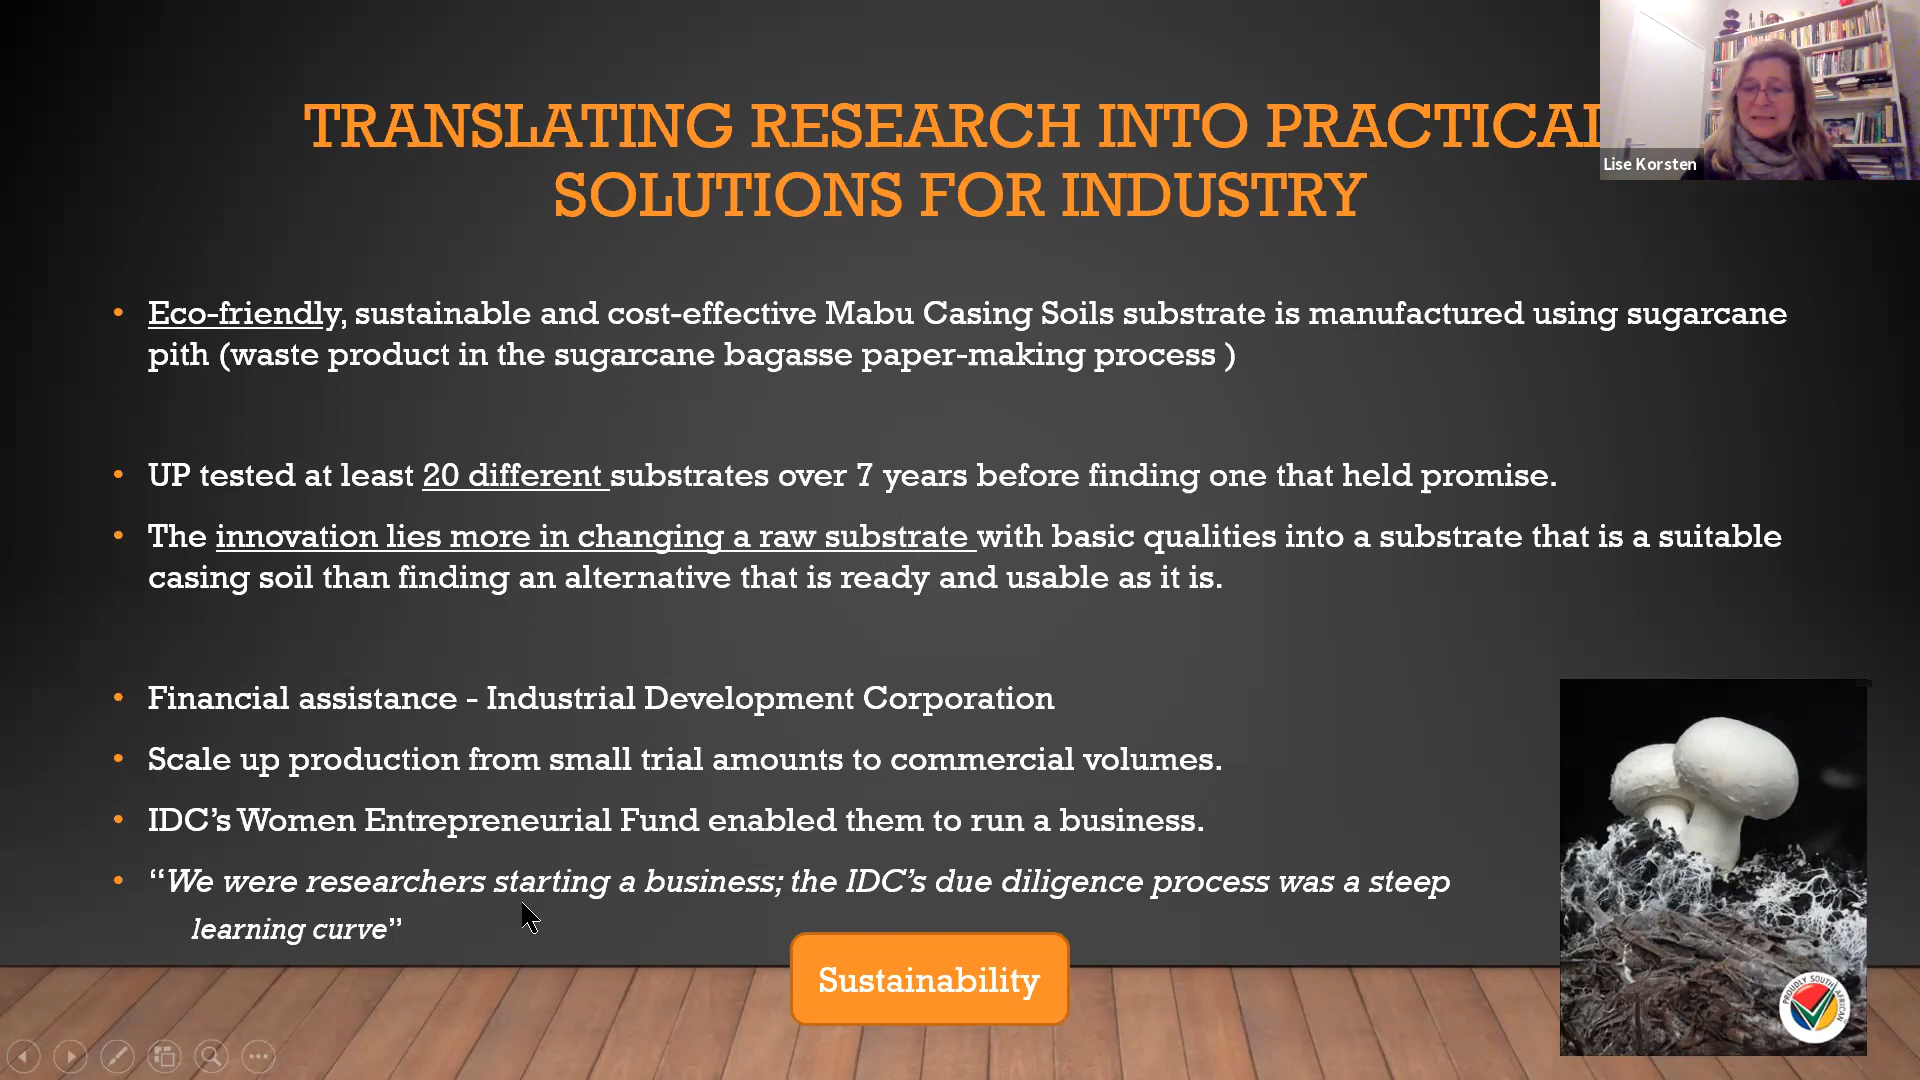 TRANSLATING RESEARCH INTO PRACTICAL
SOLUTIONS FOR INDUSTRY
Lise Korsten
• Eco-friendly, sustainable and cost-effective Mabu Casing Soils substrate is manufactured using sugarcane
pith (waste product in the sugarcane bagasse paper-making process )
• UP tested at least 20 different substrates over 7 years before finding one that held promise.
• The innovation lies more in changing a raw substrate with basic qualities into a substrate that is a suitable
casing soil than finding an alternative that is ready and usable as it is.
• Financial assistance - Industrial Development Corporation
• Scale up production from small trial amounts to commercial volumes.
• IDC’s Women Entrepreneurial Fund enabled them to run a business.
• “We were researchers starting a business; the IDC’s due diligence process was a steep
learning curve”
Sustainability
PROUDLY SOUTH AFRICAN